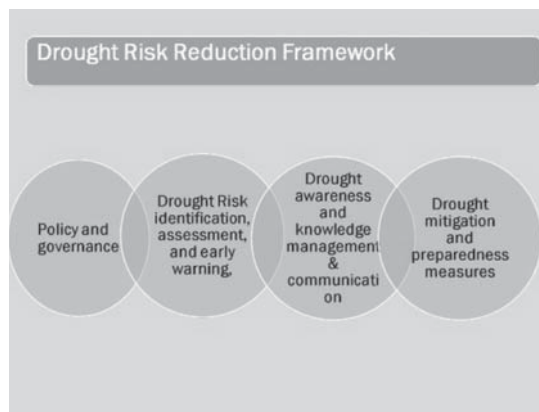 Drought Risk Reduction Framework
Policy and
governance
Drought Risk
identification,
assessment,
and early
warning,
Drought
awareness
and
knowledge
management
&
communicati
on
Drought
mitigation
and
preparedness
measures